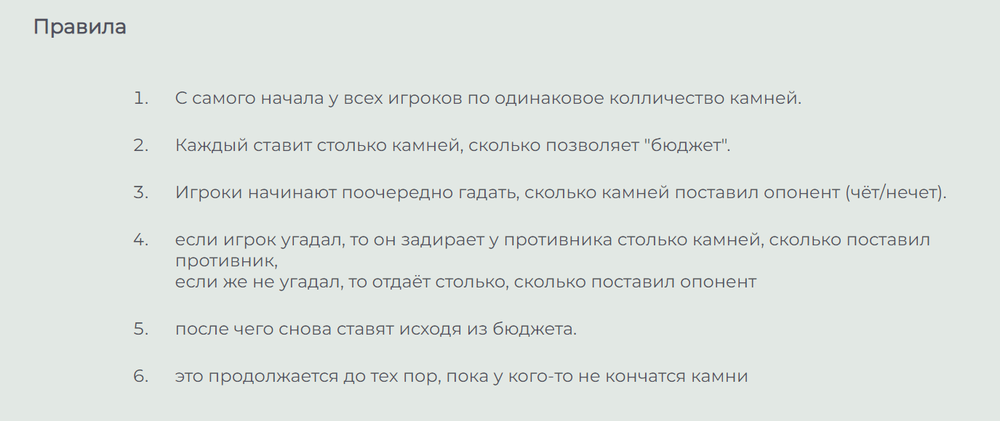 Правила
1. С самого начала у всех игроков по одинаковое колличество камней.
2. Каждый ставит столько камней, сколько позволяет "бюджет".
3. Игроки начинают поочередно гадать, сколько камней поставил опонент (чёт/нечет).
4. если игрок угадал, то он задирает у противника столько камней, сколько поставил
противник,
если же не угадал, то отдаёт столько, сколько поставил опонент
5. после чего снова ставят исходя из бюджета.
6. это продолжается до тех пор, пока у кого-то не кончатся камни